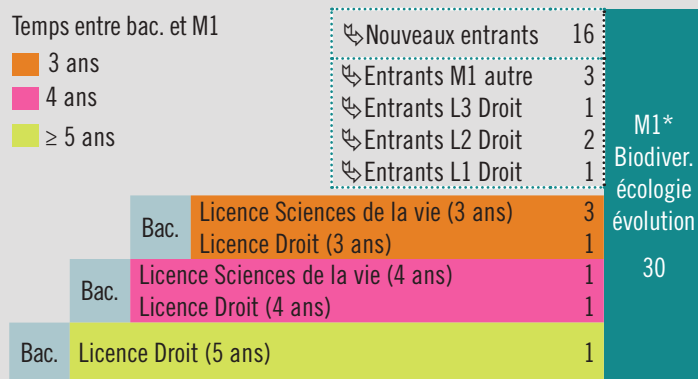 Temps entre bac. et M1
3 ans
4 ans
≥ 5 ans
Nouveaux entrants 16
Entrants M1 autre 3
Entrants L3 Droit 1
Entrants L2 Droit 2
Entrants L1 Droit 1
Bac.
Licence Sciences de la vie (3 ans) 3
Licence Droit (3 ans) 1
Bac.
Licence Sciences de la vie (4 ans) 1
Licence Droit (4 ans) 1
Bac. Licence Droit (5 ans) 1
M1*
Biodiver.
écologie
évolution
30